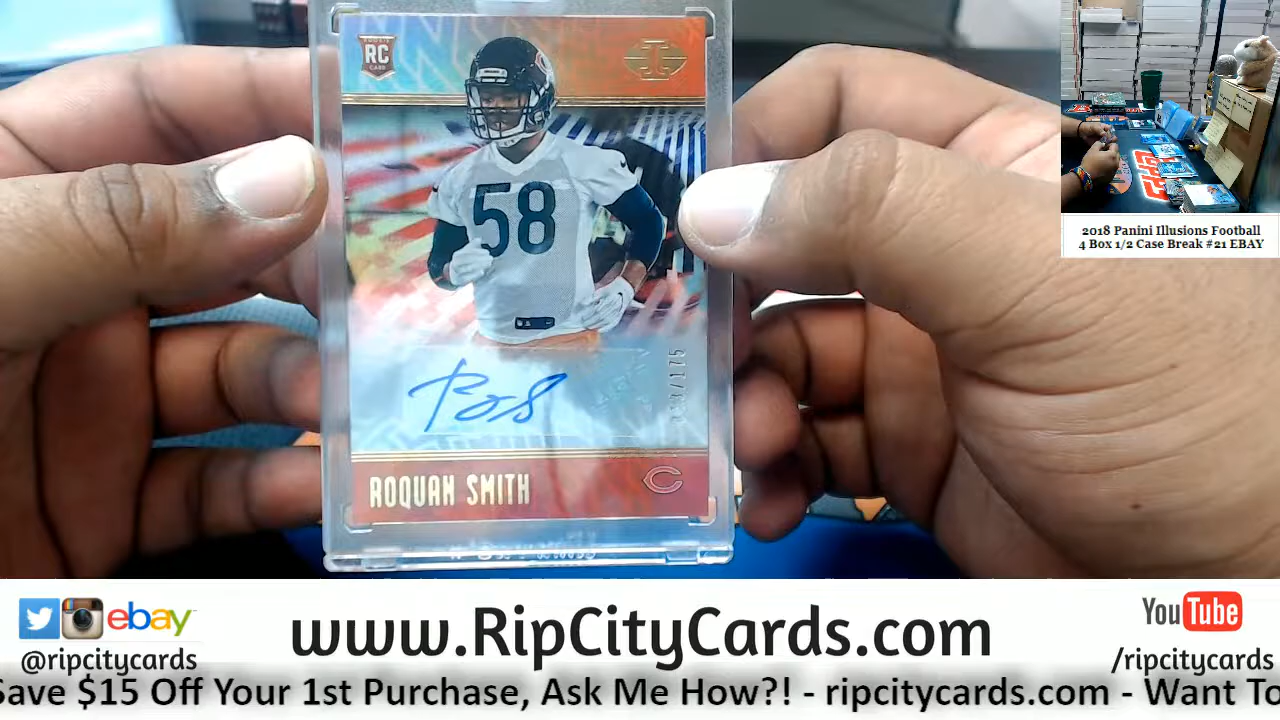 RC
58
ROQUAN SMITH
2018 Panini Illusions Football
4 Box 1/2 Case Break #21 EBAY
ebay
@ripcitycards
www.RipCityCards.com
YouTube
/ripcitycards
Save $15 Off Your 1st Purchase, Ask Me How?! - ripcitycards.com - Want To